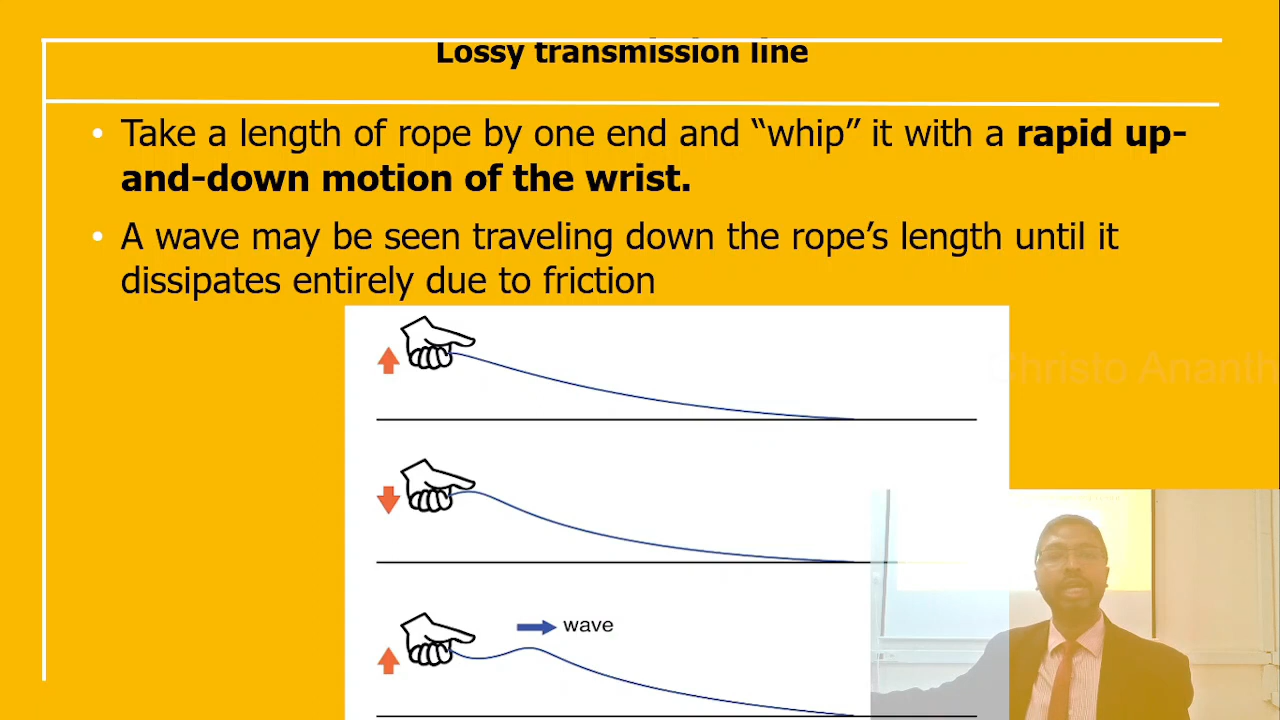 Lossy transmission line
• Take a length of rope by one end and “whip” it with a rapid up-
and-down motion of the wrist.
• A wave may be seen traveling down the rope’s length until it
dissipates entirely due to friction
Christo Ananth
wave